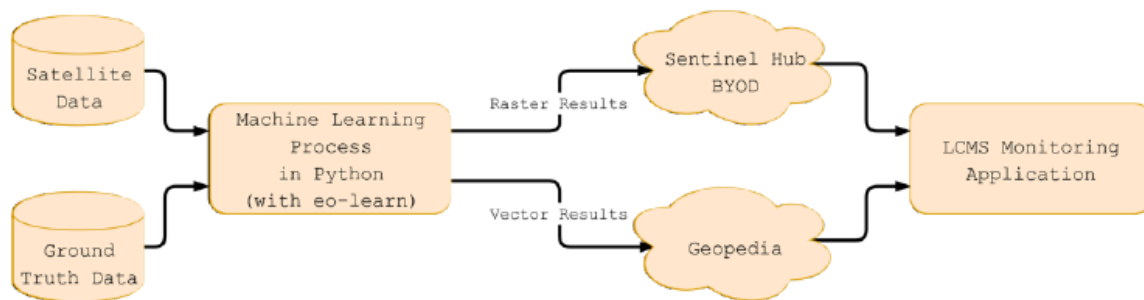 Satellite
Data
Ground
Truth Data
Machine Learning
Process
in Python
(with eo-learn)
Raster Results
Vector Results
Sentinel Hub
BYOD
Geopedia
LCMS Monitoring
Application